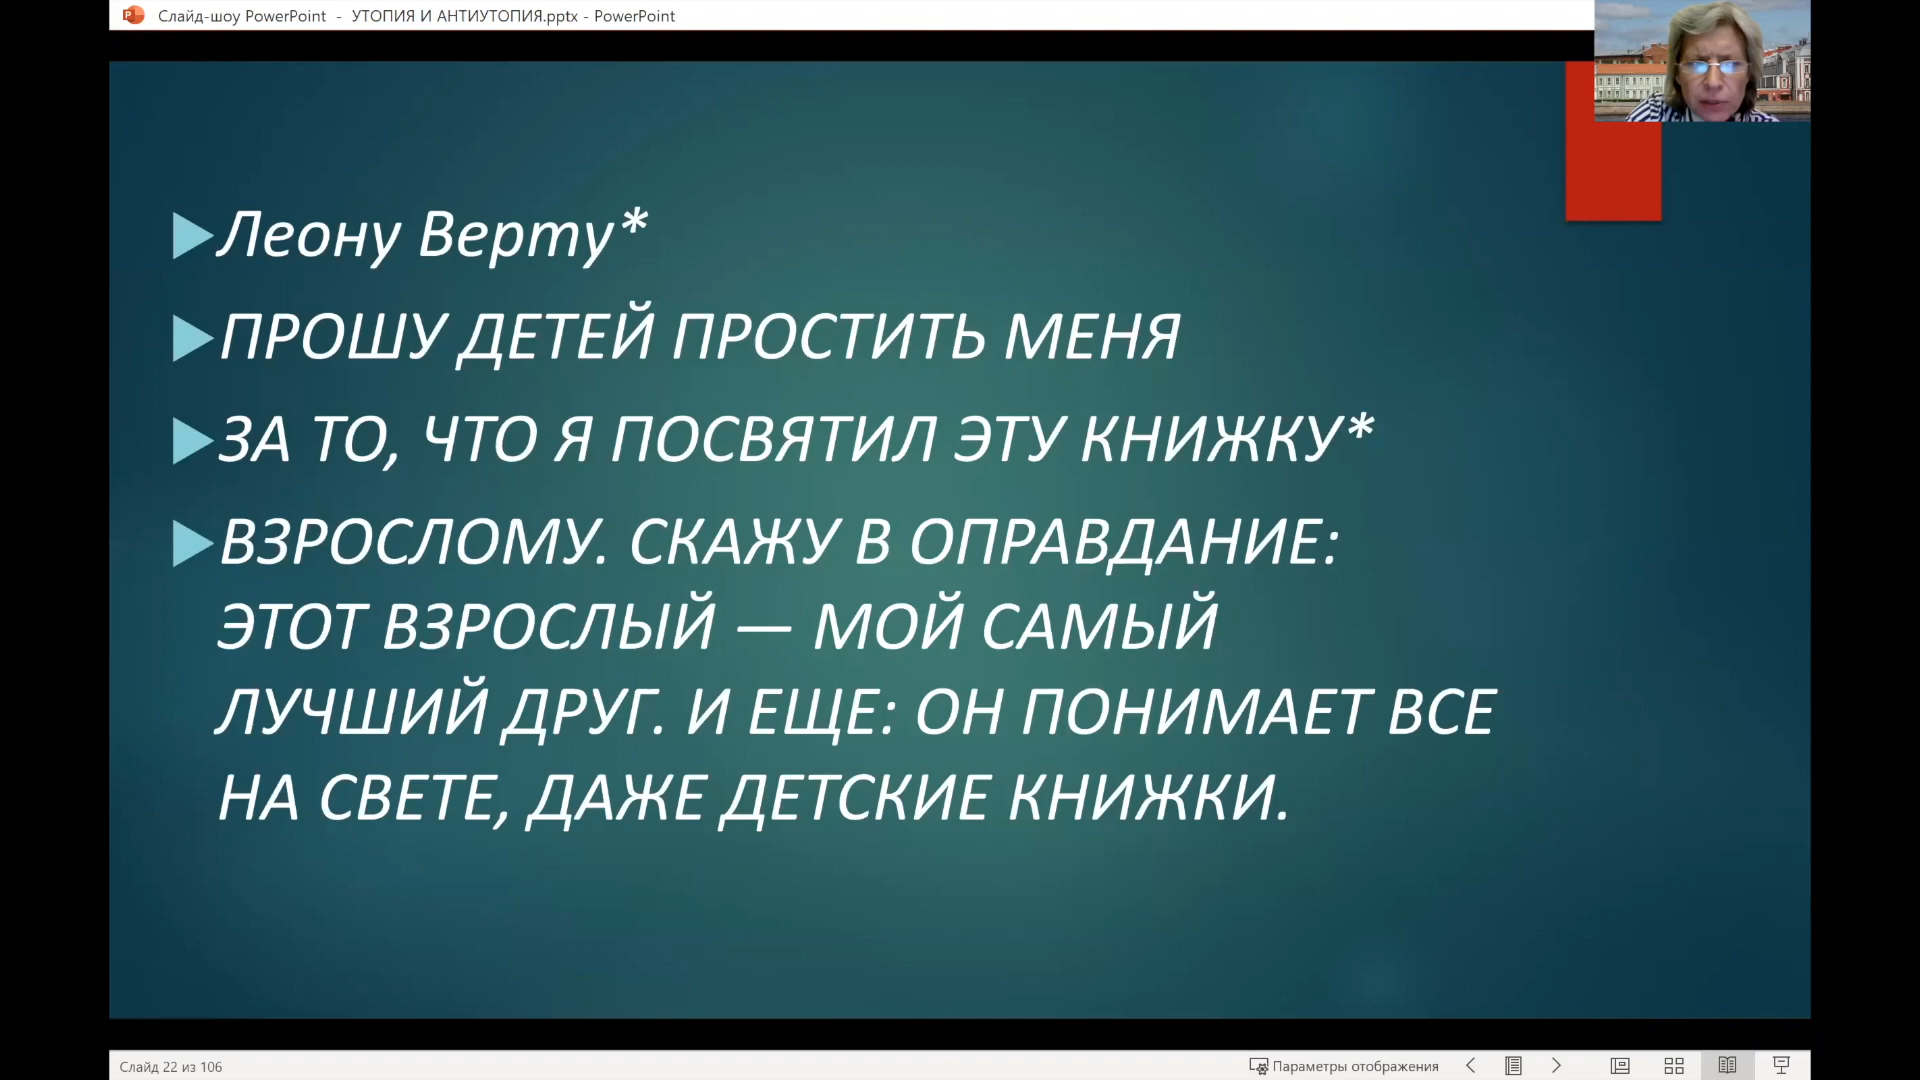 Слайд-шоу PowerPoint - УТОПИЯ И АНТИУТОПИЯ.pptx - PowerPoint
Леону Верту*
ПРОШУ ДЕТЕЙ ПРОСТИТЬ МЕНЯ
ЗА ТО, ЧТО Я ПОСВЯТИЛ ЭТУ КНИЖКУ*
ВЗРОСЛОМУ. СКАЖУ В ОПРАВДАНИЕ:
ЭТОТ ВЗРОСЛЫЙ — МОЙ САМЫЙ
ЛУЧШИЙ ДРУГ. И ЕЩЕ: ОН ПОНИМАЕТ ВСЕ
НА СВЕТЕ, ДАЖЕ ДЕТСКИЕ КНИЖКИ.
Слайд 22 из 106
Параметры отображения